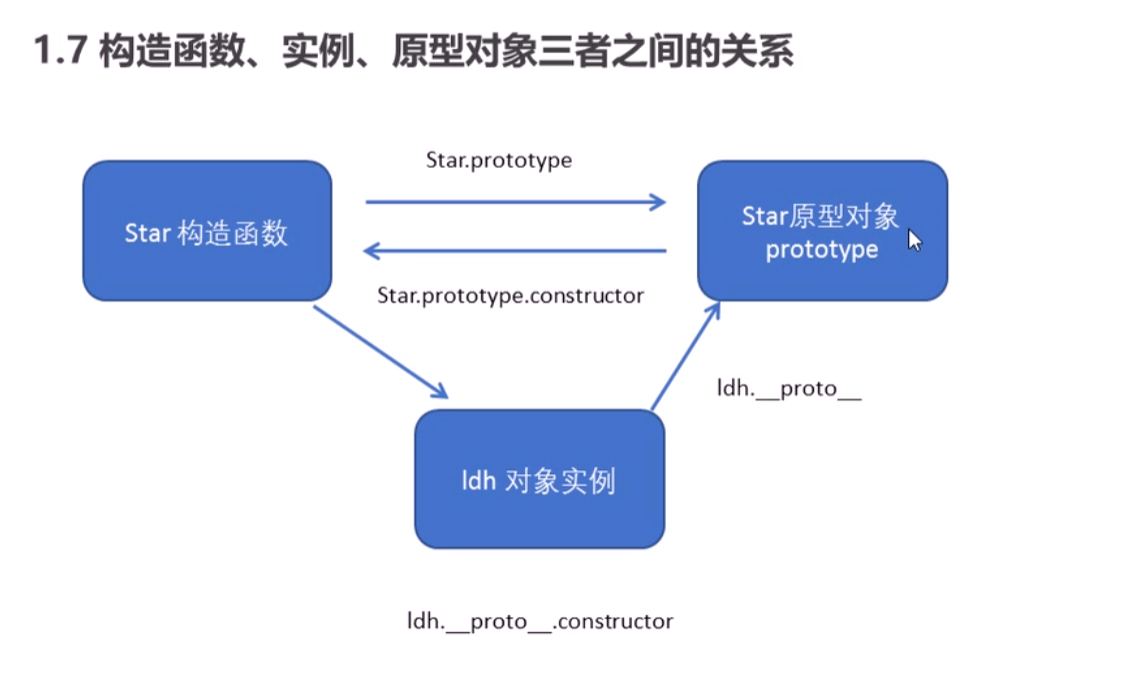 1.7 构造函数、实例、原型对象三者之间的关系
Star.prototype
Star 构造函数
Star原型对象
prototype
Star.prototype.constructor
ldh.__proto__
ldh 对象实例
ldh.__proto__.constructor